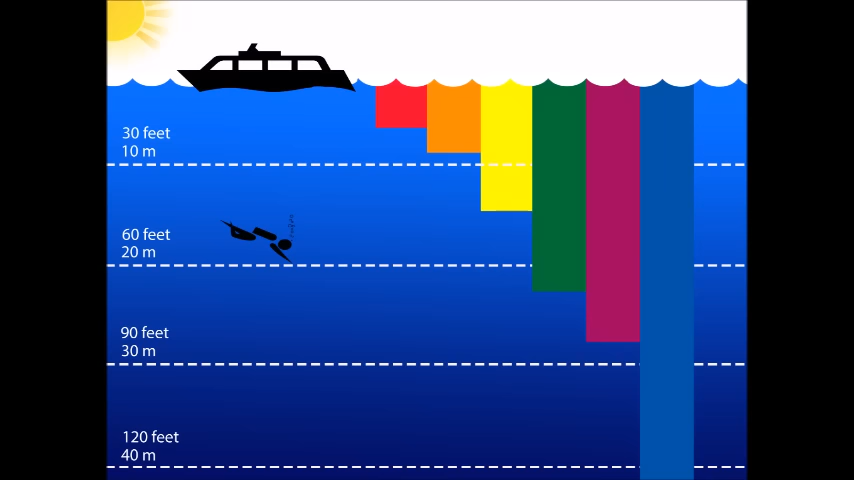 30 feet
10 m
60 feet
20 m
90 feet
30 m
120 feet
40 m